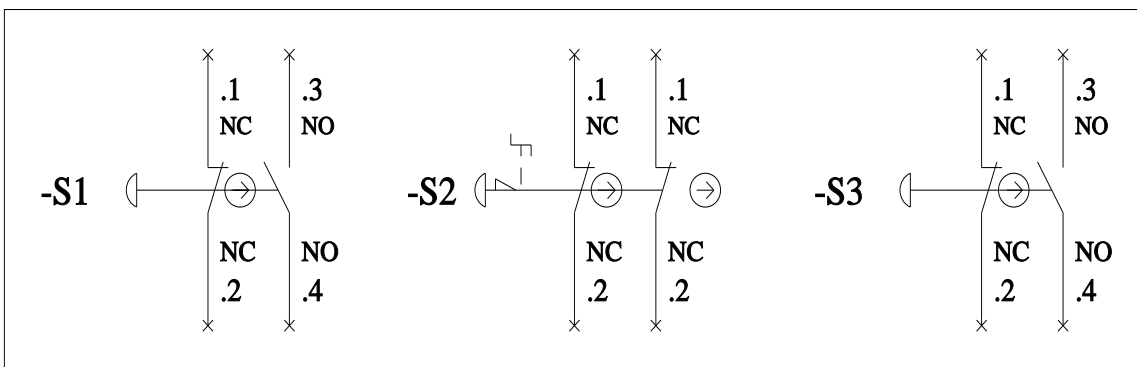 .1 .3 .1 .1 .1 .3
NC NO NC NC NC NO
-S1 -S2 -S3
NC NO NC NC NC NO
.2 .4 .2 .2 .2 .4